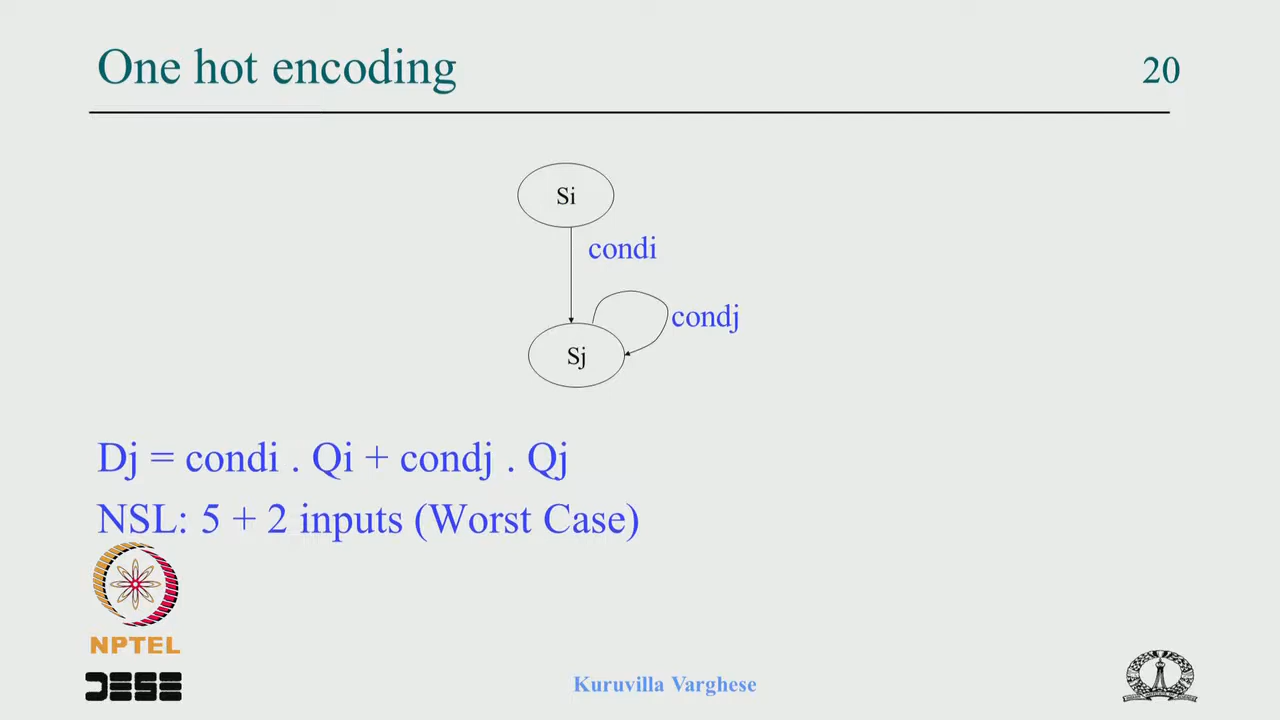 One hot encoding
20
Si
condi
condj
Sj
Dj = condi . Qi + condj . Qj
NSL: 5 + 2 inputs (Worst Case)
NPTEL
DESE
Kuruvilla Varghese